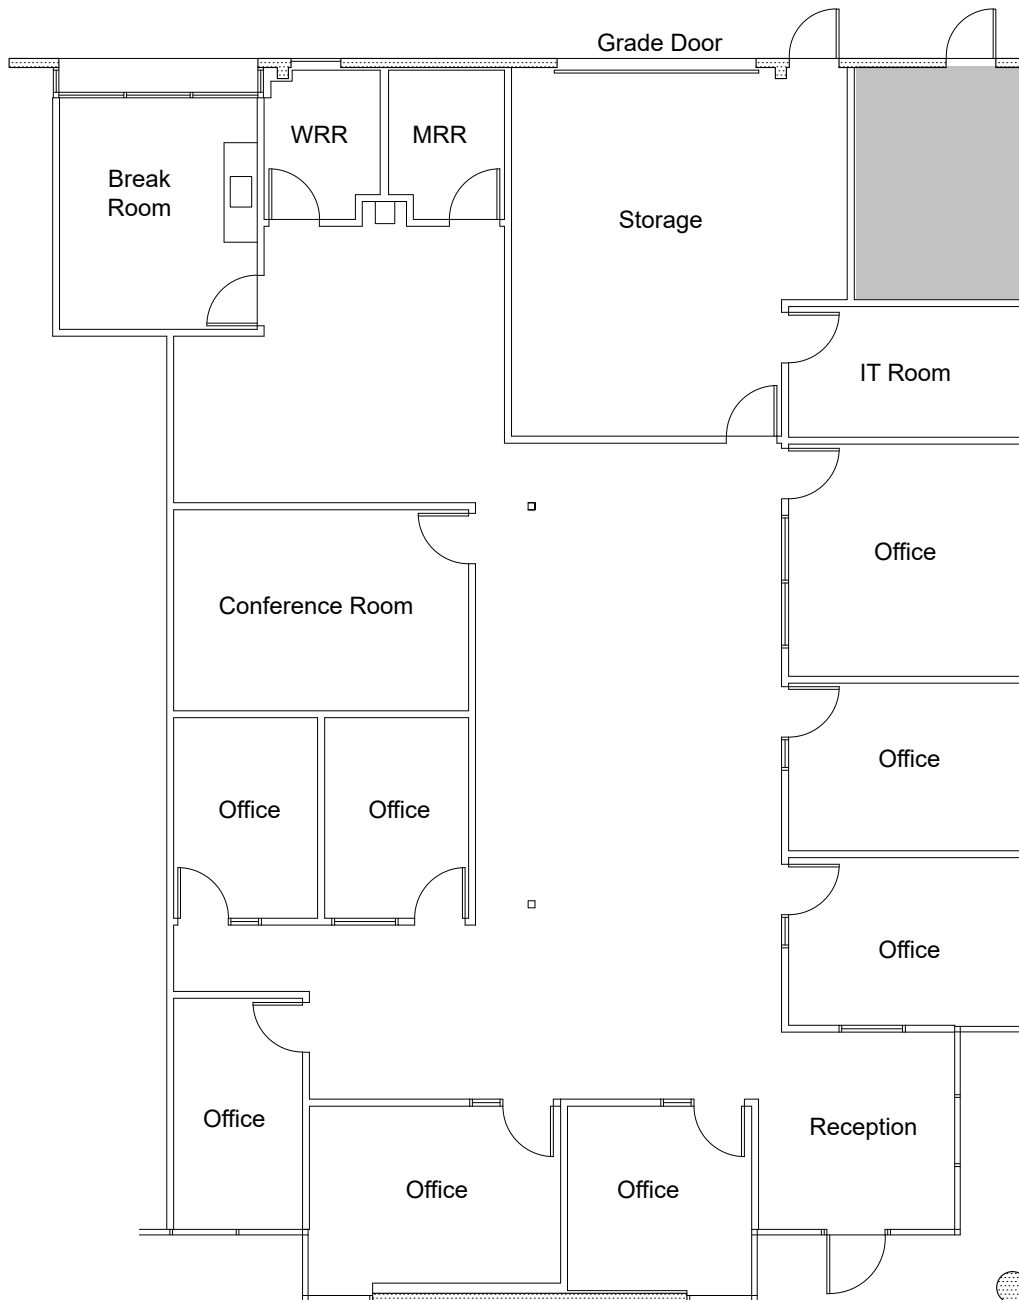 Grade Door
WRR
MRR
Break
Room
Storage
IT Room
Office
Conference Room
Office
Office
Office
Office
Office
Reception
Office
Office